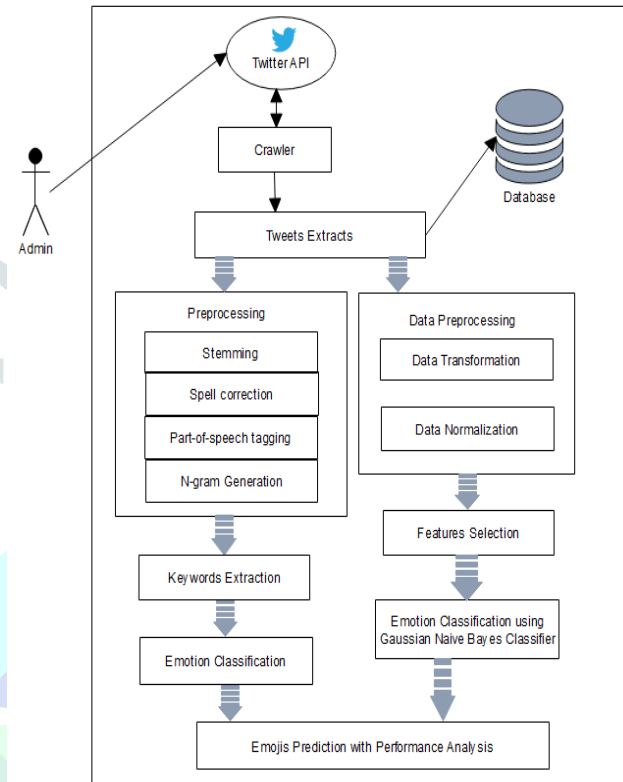 Twitter API
Crawler
Database
Admin
Tweets Extracts
Preprocessing
Stemming
Spell correction
Part-of-speech tagging
N-gram Generation
Data Preprocessing
Data Transformation
Data Normalization
Keywords Extraction
Features Selection
Emotion Classification
Emotion Classification using
Gaussian Naive Bayes Classifier
Emojis Prediction with Performance Analysis